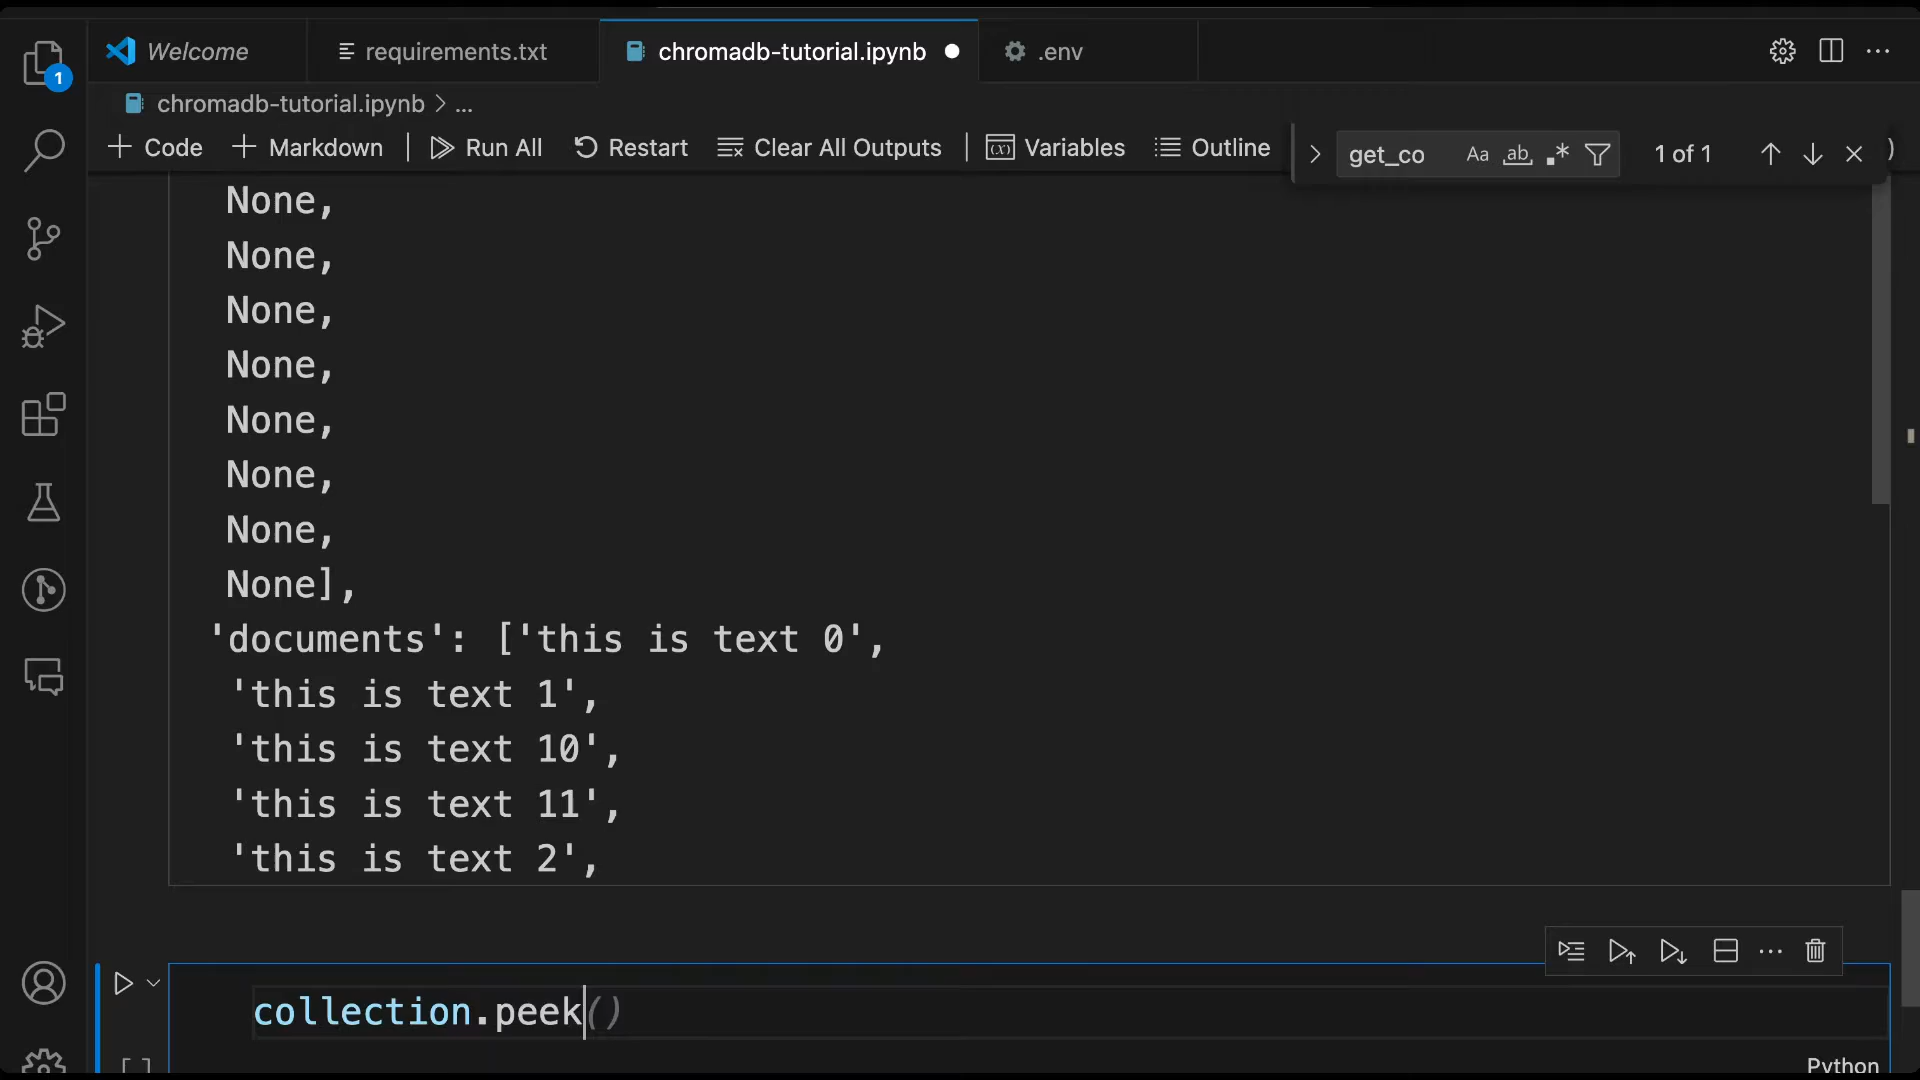 Welcome
requirements.txt
chromadb-tutorial.ipynb
.env
1
chromadb-tutorial.ipynb > ...
+ Code
+ Markdown
Run All
Restart
Clear All Outputs
Variables
Outline
get_co
Aa
ab
.*
1 of 1
)
None,
None,
None,
None,
None,
None,
None,
None],
'documents': ['this is text 0',
'this is text 1',
'this is text 10',
'this is text 11',
'this is text 2',
collection.peek()
[ ]
Python